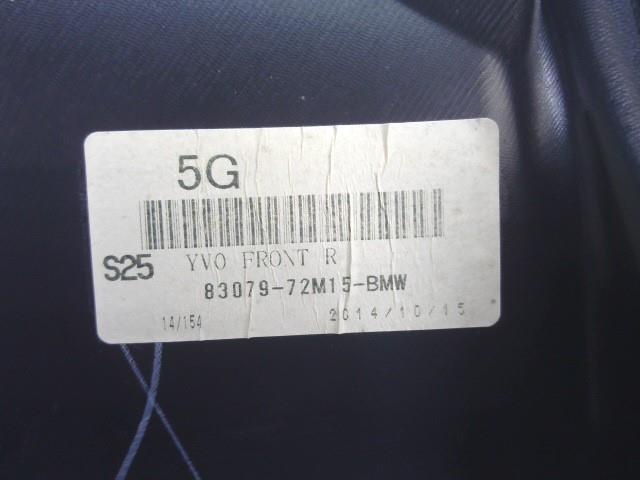 5G
S25 YVO FRONT R
83079-72M15-BMW
14/154 2014/10/15